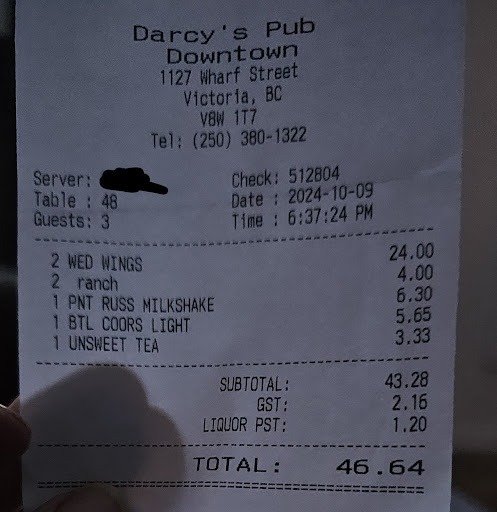 Darcy's Pub
Downtown
1127 Wharf Street
Victoria, BC
V8W 1T7
Tel: (250) 380-1322
Server: Check: 512804
Table : 48 Date : 2024-10-09
Guests: 3 Time : 6:37:24 PM
2 WED WINGS 24.00
2 ranch 4.00
1 PNT RUSS MILKSHAKE 6.30
1 BTL COORS LIGHT 5.65
1 UNSWEET TEA 3.33
SUBTOTAL: 43.28
GST: 2.16
LIQUOR PST: 1.20
TOTAL: 46.64